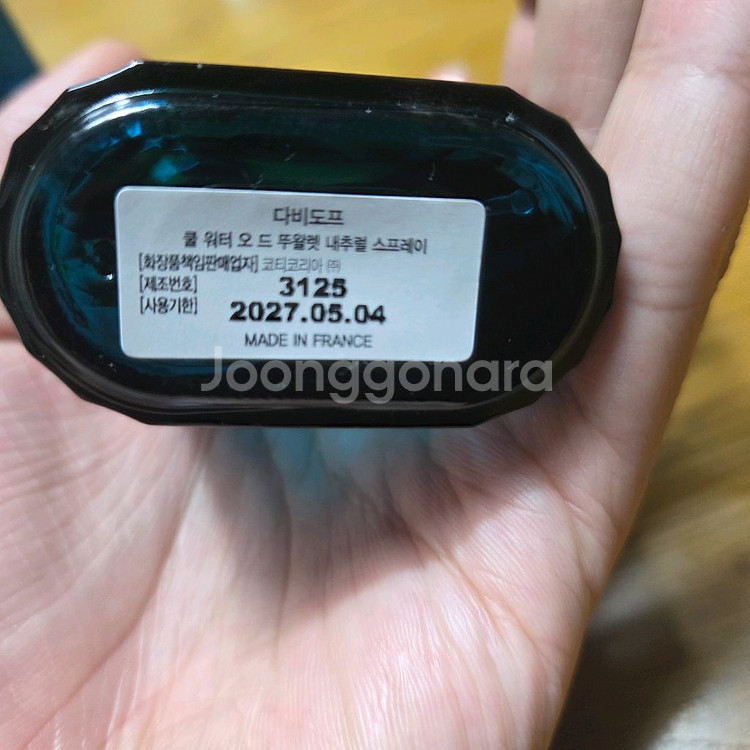 다비도프
쿨 워터 오 드 뚜왈렛 내추럴 스프레이
[화장품책임판매업자] 코티코리아 ㈜
[제조번호] 3125
[사용기한] 2027.05.04
MADE IN FRANCE
Joonggonara